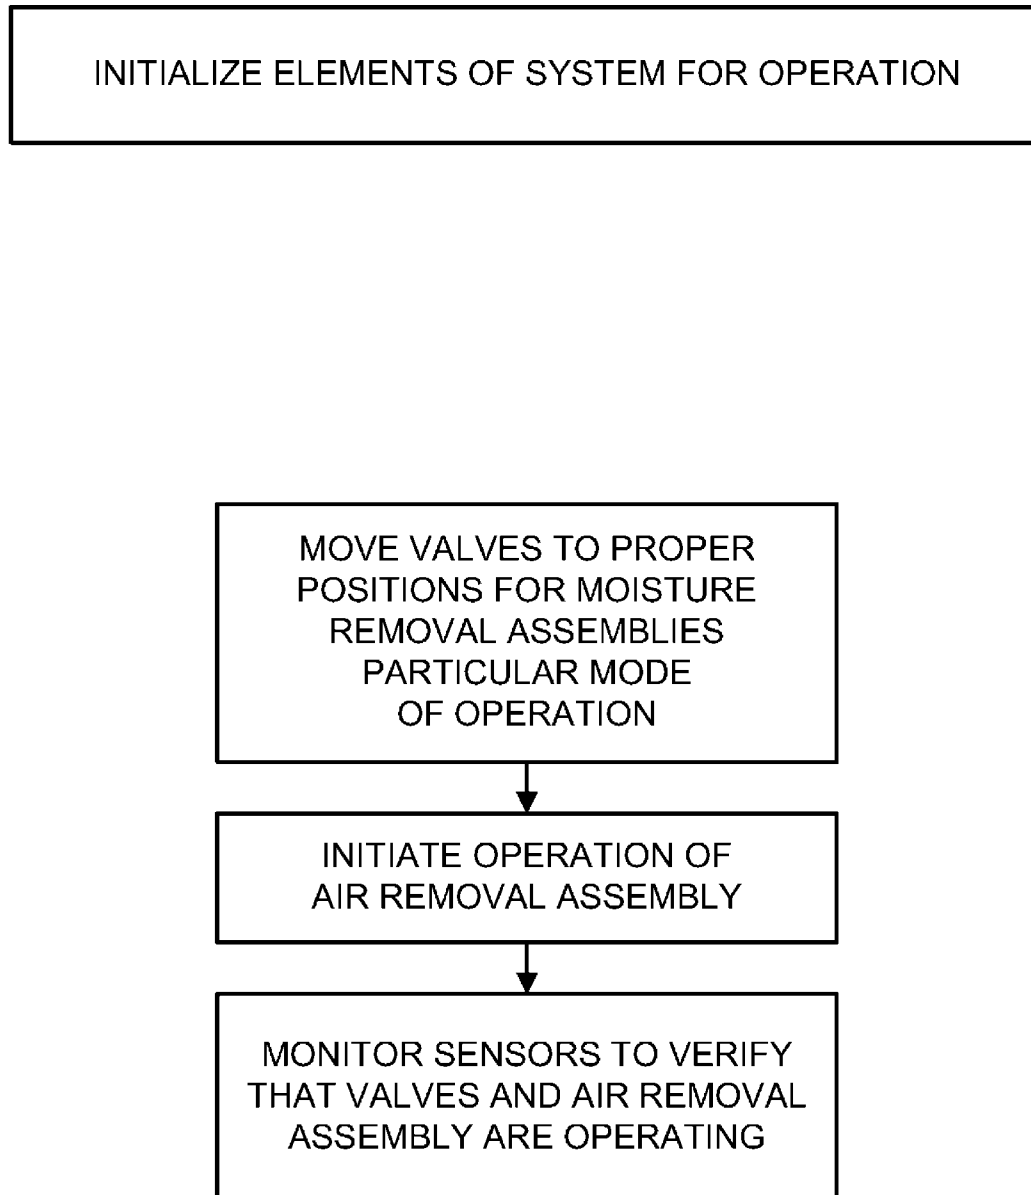 INITIALIZE ELEMENTS OF SYSTEM FOR OPERATION
MOVE VALVES TO PROPER
POSITIONS FOR MOISTURE
REMOVAL ASSEMBLIES
PARTICULAR MODE
OF OPERATION
INITIATE OPERATION OF
AIR REMOVAL ASSEMBLY
MONITOR SENSORS TO VERIFY
THAT VALVES AND AIR REMOVAL
ASSEMBLY ARE OPERATING